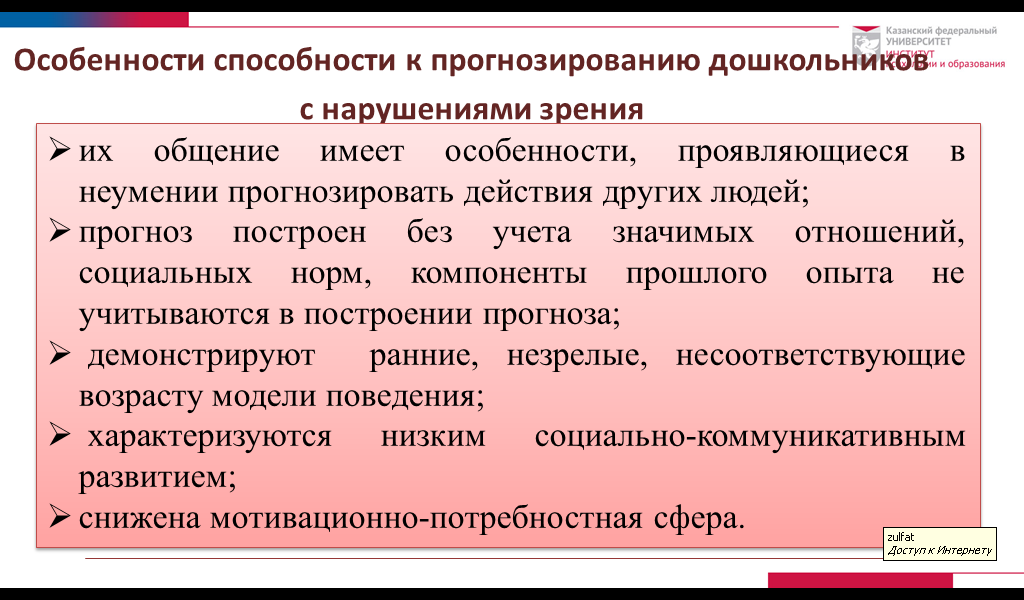 Казанский федеральный
УНИВЕРСИТЕТ
ИНСТИТУТ
и образования
Особенности способности к прогнозированию дошкольников
с нарушениями зрения
их общение имеет особенности, проявляющиеся в
неумении прогнозировать действия других людей;
прогноз построен без учета значимых отношений,
социальных норм, компоненты прошлого опыта не
учитываются в построении прогноза;
демонстрируют ранние, незрелые, несоответствующие
возрасту модели поведения;
характеризуются низким социально-коммуникативным
развитием;
снижена мотивационно-потребностная сфера.
zulfat
Доступ к Интернету